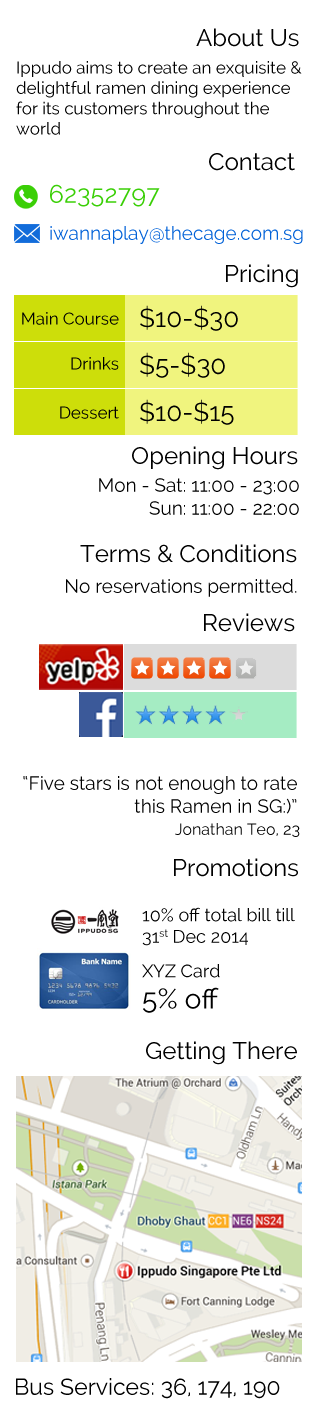 About Us
Ippudo aims to create an exquisite &
delightful ramen dining experience
for its customers throughout the
world
Contact
62352797
iwannaplay@thecage.com.sg
Pricing
Main Course $10-$30
Drinks $5-$30
Dessert $10-$15
Opening Hours
Mon - Sat: 11:00 - 23:00
Sun: 11:00 - 22:00
Terms & Conditions
No reservations permitted.
Reviews
yelp
f
“Five stars is not enough to rate
this Ramen in SG:)”
Jonathan Teo, 23
Promotions
一風堂
IPPUDO SG
10% off total bill till
31st Dec 2014
Bank Name
1234 5678 9876 5432
CARDHOLDER
XYZ Card
5% off
Getting There
The Atrium @ Orchard
Suites
Orch
Handy
Oldham Ln
Ma
Istana Park
Dhoby Ghaut CC1 NE6 NS24
a Consultant
Ippudo Singapore Pte Ltd
Fort Canning Lodge
Penang Ln
Wesley Me
Cannin
Bus Services: 36, 174, 190